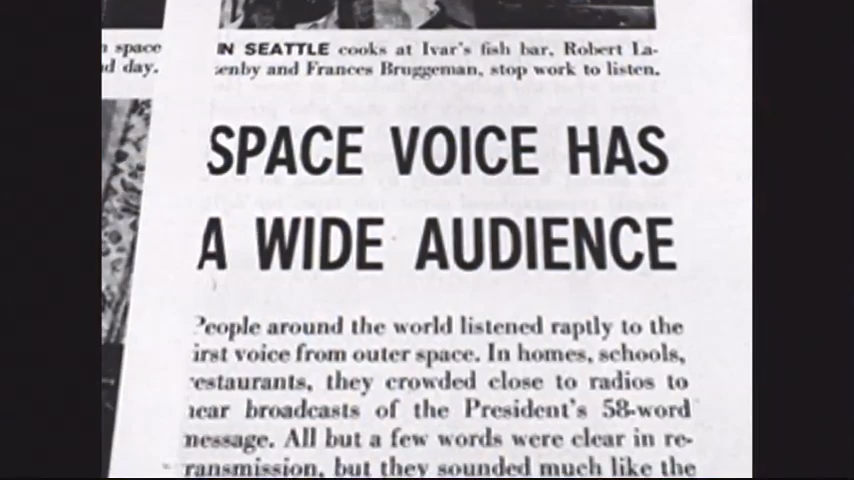 space
day.
IN SEATTLE cooks at Ivar's fish bar, Robert La-
enby and Frances Bruggeman, stop work to listen.
SPACE VOICE HAS
A WIDE AUDIENCE
People around the world listened raptly to the
irst voice from outer space. In homes, schools,
estaurants, they crowded close to radios to
hear broadcasts of the President's 58-word
message. All but a few words were clear in re-
ransmission, but they sounded much like the